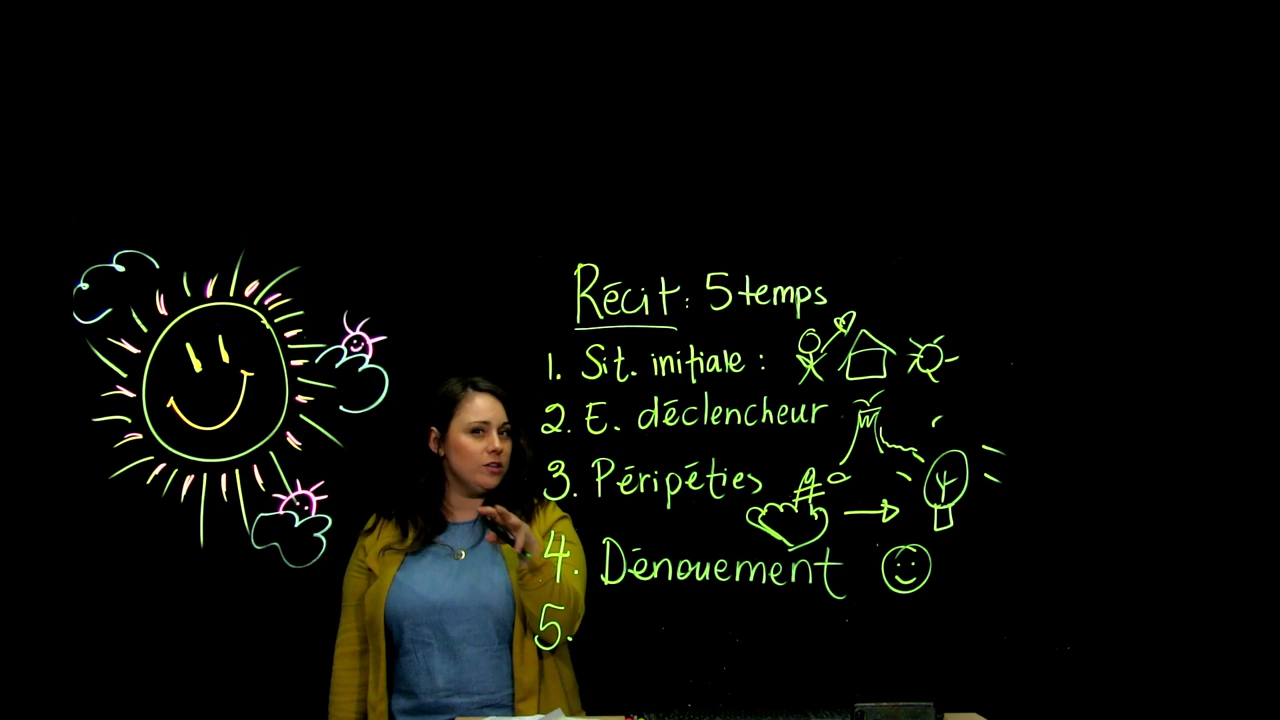 Récit : 5 temps
1. Sit. initiale :
2. E. déclencheur
3. Péripéties
4. Dénouement
5.